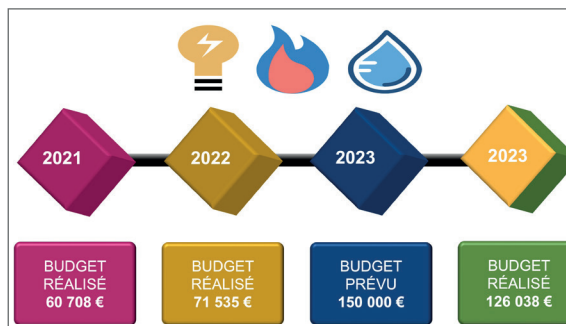 2021
2022
2023
2023
BUDGET
RÉALISÉ
60 708 €
BUDGET
RÉALISÉ
71 535 €
BUDGET
PRÉVU
150 000 €
BUDGET
RÉALISÉ
126 038 €